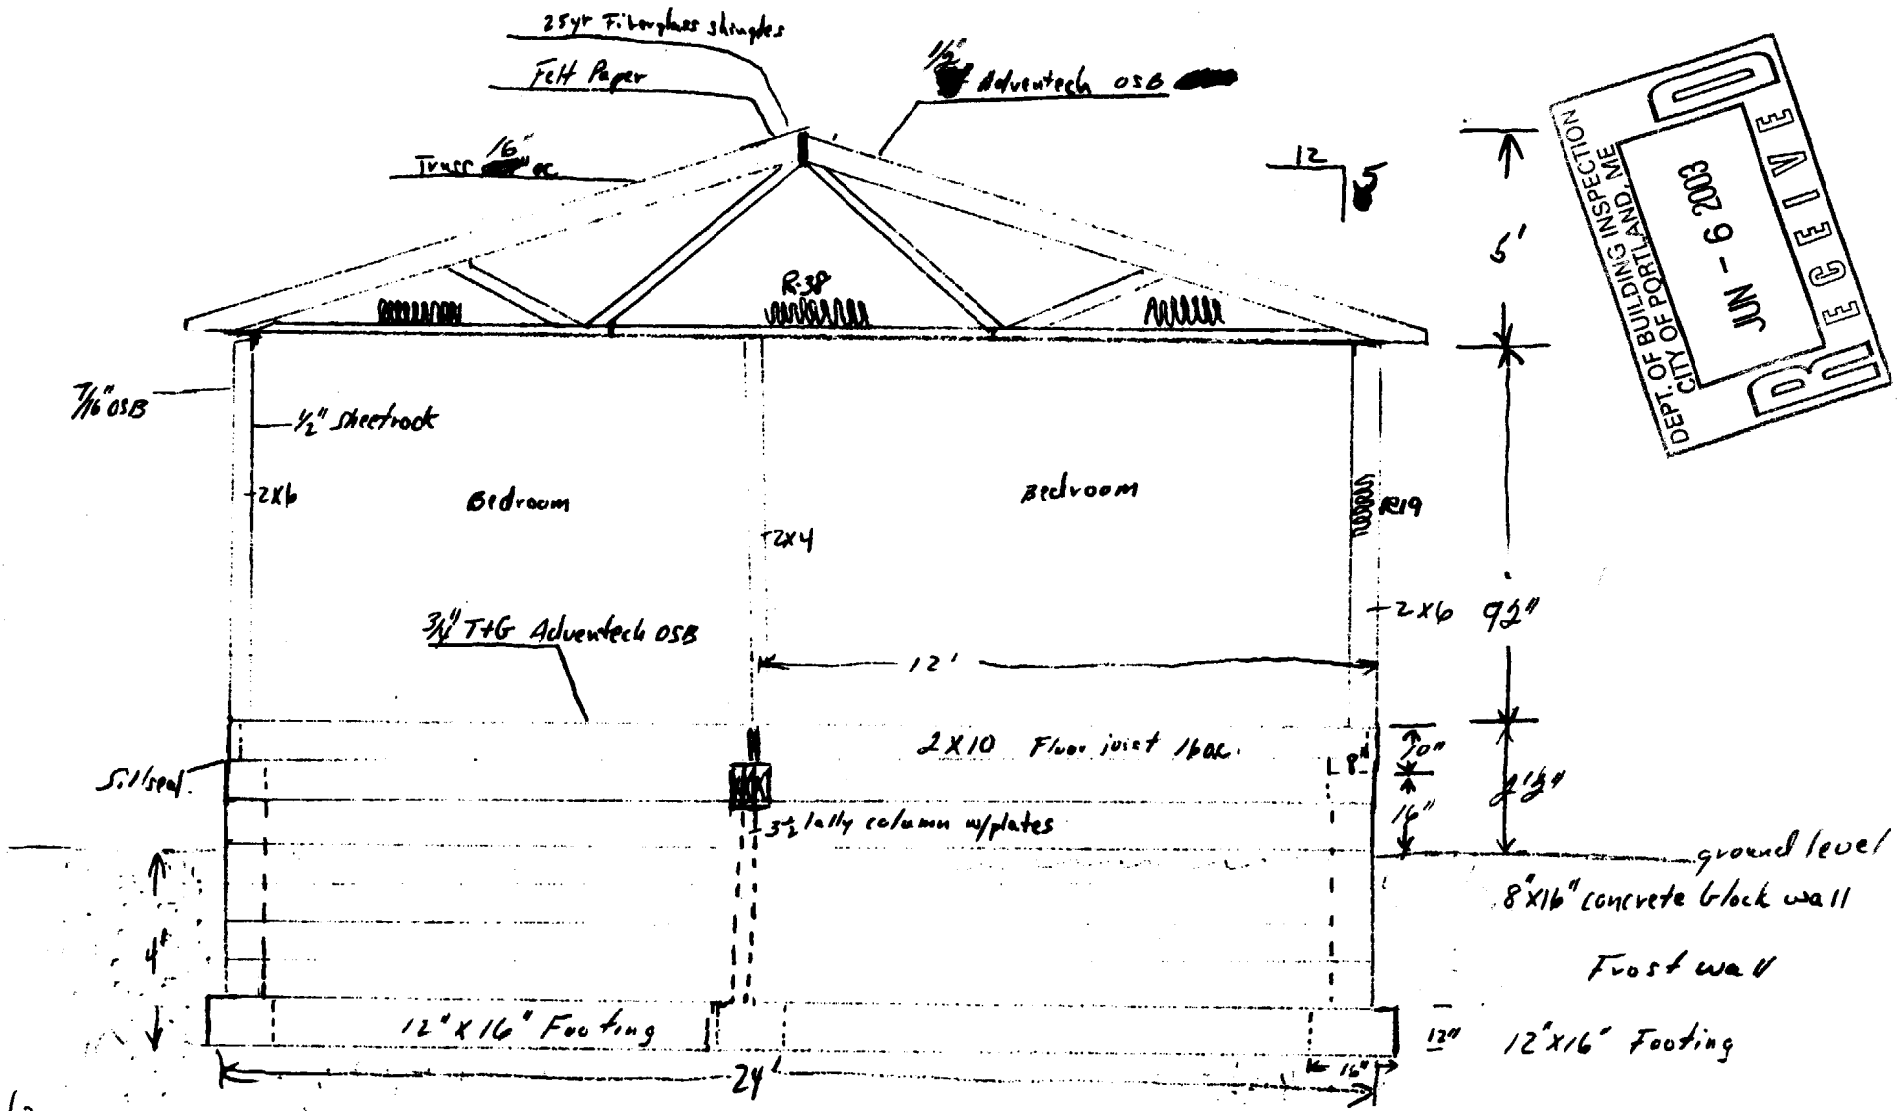 25yr Fiberglass shingles
Felt Paper
1/2" Adventech OSB
Truss 16" oc
12
5
5'
DEPT. OF BUILDING INSPECTION
CITY OF PORTLAND, ME
JUN - 6 2003
RECEIVED
R-38
7/16" OSB
1/2" sheetrock
2x6
Bedroom
Bedroom
R19
2x4
2x6
92"
3/4" T+G Adventech OSB
12'
2x10 Floor joist 16oc.
8"
10"
Sill seal.
16"
2'2"
3 1/2 lally column w/plates
ground level
8"x16" concrete block wall
4'
Frost wall
12"x16" Footing
12"
12"x16" Footing
16"
24'